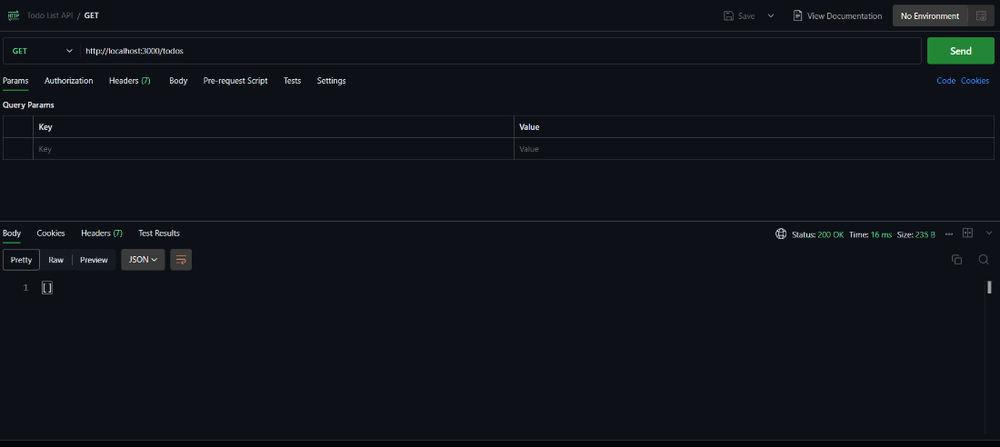 HTTP Todo List API / GET Save View Documentation No Environment
GET http://localhost:3000/todos Send
Params Authorization Headers (7) Body Pre-request Script Tests Settings Code Cookies
Query Params
Key Value
Key Value
Body Cookies Headers (7) Test Results Status: 200 OK Time: 16 ms Size: 235 B
Pretty Raw Preview JSON
1 []